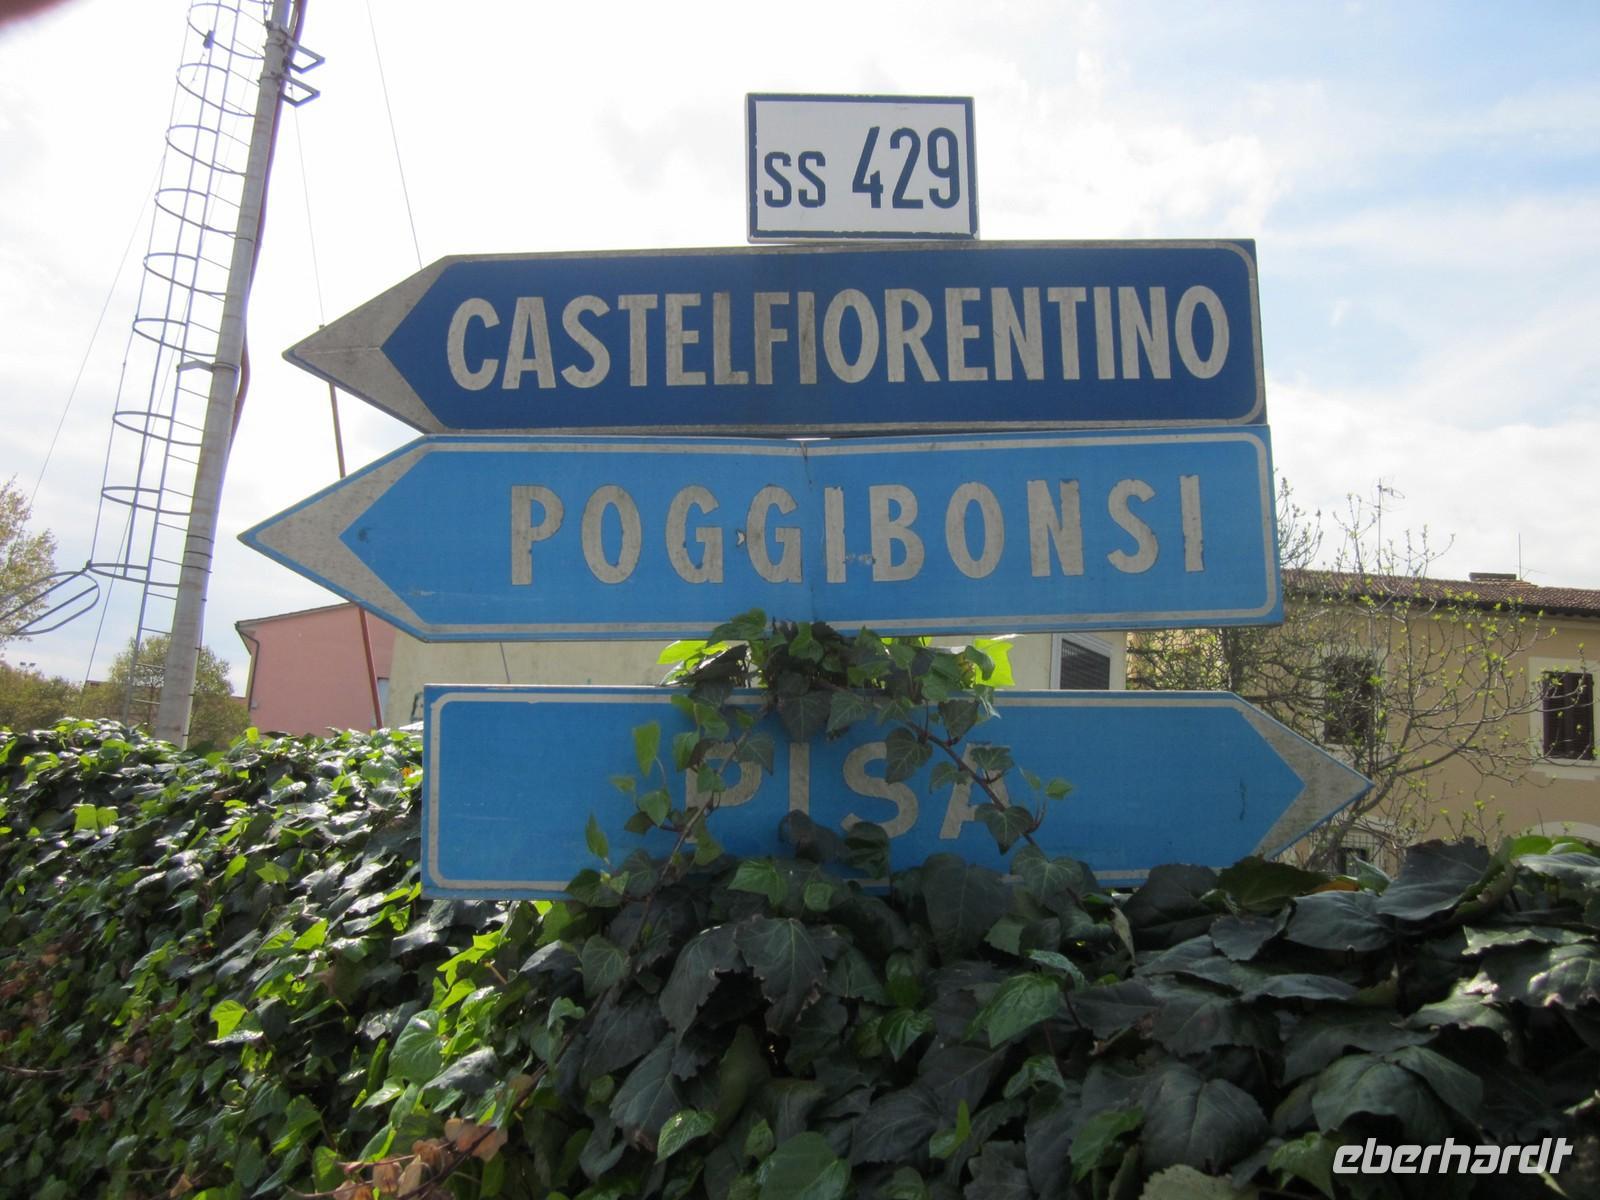 SS 429
CASTELFIORENTINO
POGGIBONSI
PISA
eberhardt